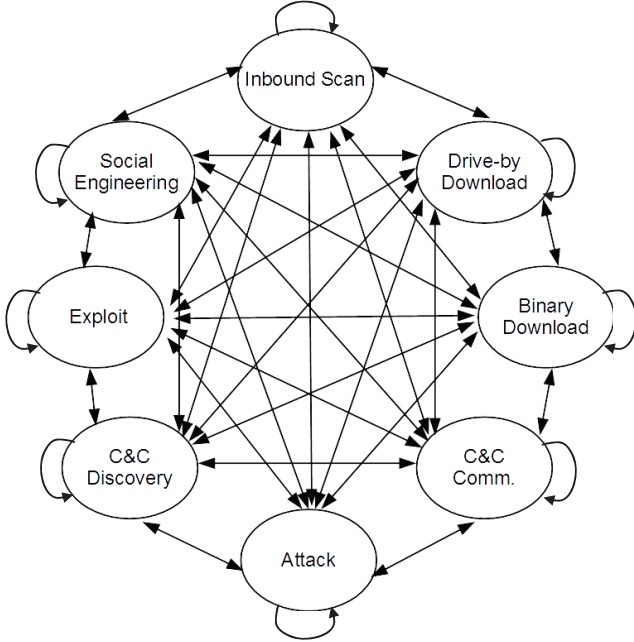 Inbound Scan
Social
Engineering
Drive-by
Download
Exploit
Binary
Download
C&C
Discovery
C&C
Comm.
Attack